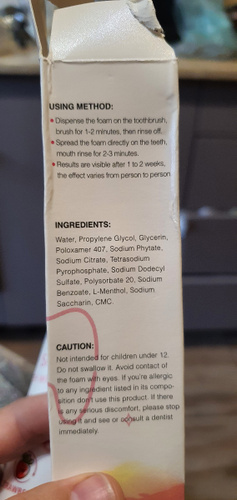 USING METHOD:
• Dispense the foam on the toothbrush,
brush for 1-2 minutes, then rinse off.
• Spread the foam directly on the teeth,
mouth rinse for 2-3 minutes.
• Results are visible after 1 to 2 weeks,
the effect varies from person to person
INGREDIENTS:
Water, Propylene Glycol, Glycerin,
Poloxamer 407, Sodium Phytate,
Sodium Citrate, Tetrasodium
Pyrophosphate, Sodium Dodecyl
Sulfate, Polysorbate 20, Sodium
Benzoate, L-Menthol, Sodium
Saccharin, CMC.
CAUTION:
Not intended for children under 12.
Do not swallow it. Avoid contact of
the foam with eyes. If you're allergic
to any ingredient listed in its compo-
sition don't use this product. If there
is any serious discomfort, please stop
using it and see or consult a dentist
immediately.